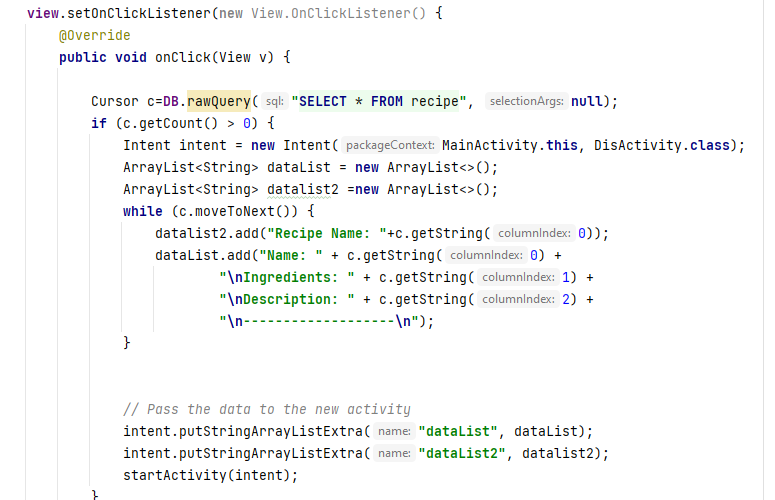 view.setOnClickListener(new View.OnClickListener() {
@Override
public void onClick(View v) {
Cursor c=DB.rawQuery( sql: "SELECT * FROM recipe", selectionArgs: null);
if (c.getCount() > 0) {
Intent intent = new Intent( packageContext: MainActivity.this, DisActivity.class);
ArrayList<String> dataList = new ArrayList<>();
ArrayList<String> datalist2 =new ArrayList<>();
while (c.moveToNext()) {
datalist2.add("Recipe Name: "+c.getString( columnIndex: 0));
dataList.add("Name: " + c.getString( columnIndex: 0) +
"\nIngredients: " + c.getString( columnIndex: 1) +
"\nDescription: " + c.getString( columnIndex: 2) +
"\n-------------------\n");
}
// Pass the data to the new activity
intent.putStringArrayListExtra( name: "dataList", dataList);
intent.putStringArrayListExtra( name: "dataList2", datalist2);
startActivity(intent);
}